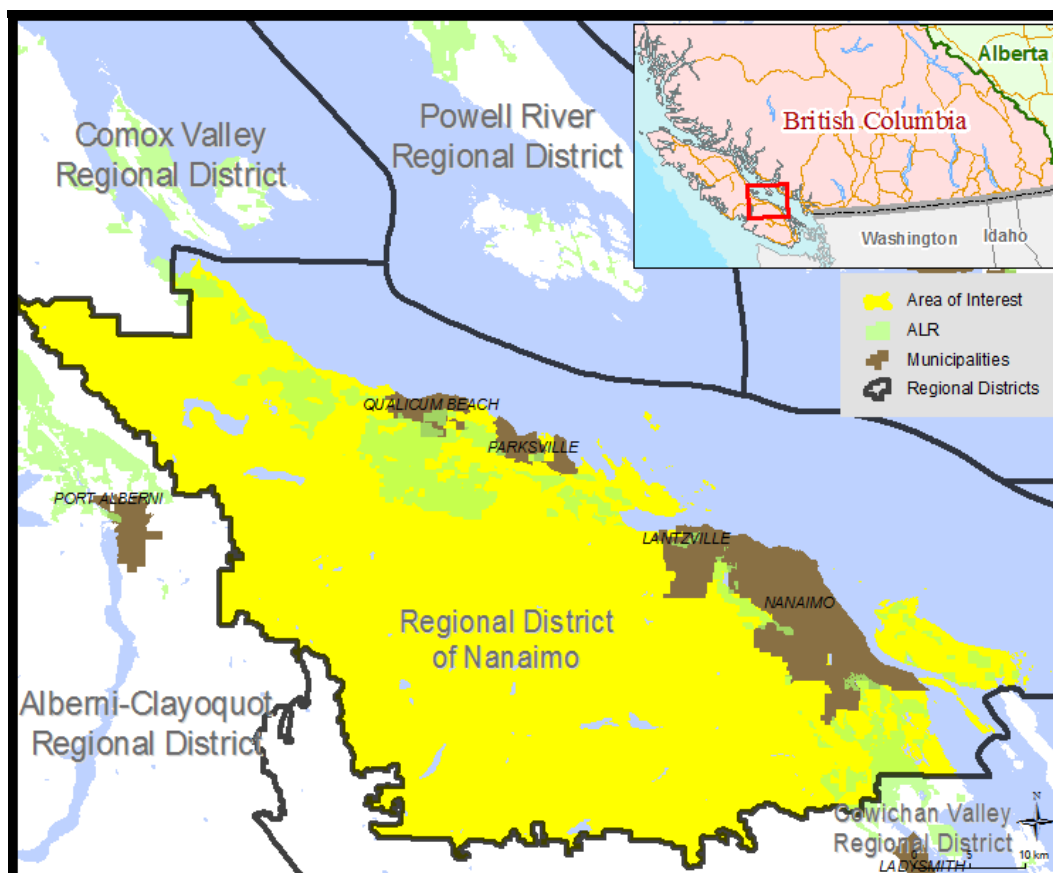 Comox Valley
Regional District
Powell River
Regional District
Alberta
British Columbia
Washington
Idaho
Area of Interest
ALR
Municipalities
Regional Districts
QUALICUM BEACH
PARKSVILLE
PORT ALBERNI
LANTZVILLE
NANAIMO
Regional District
of Nanaimo
Alberni-Clayoquot
Regional District
N
Cowichan Valley
Regional District
0 5 10 km
LADYSMITH